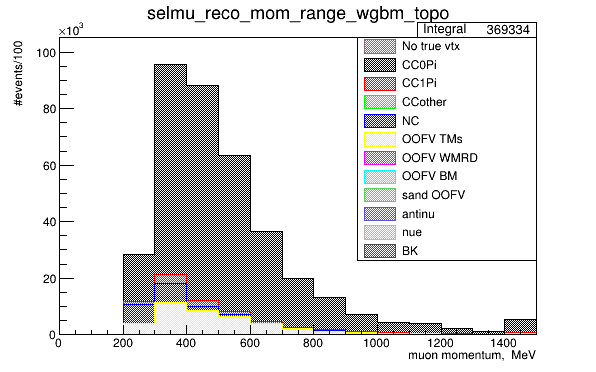 selmu_reco_mom_range_wgbm_topo
×10³
Integral 369334
#events/100
No true vtx
CC0Pi
CC1Pi
CCother
NC
OOFV TMs
OOFV WMRD
OOFV BM
sand OOFV
antinu
nue
BK
100
80
60
40
20
0
0 200 400 600 800 1000 1200 1400
muon momentum, MeV